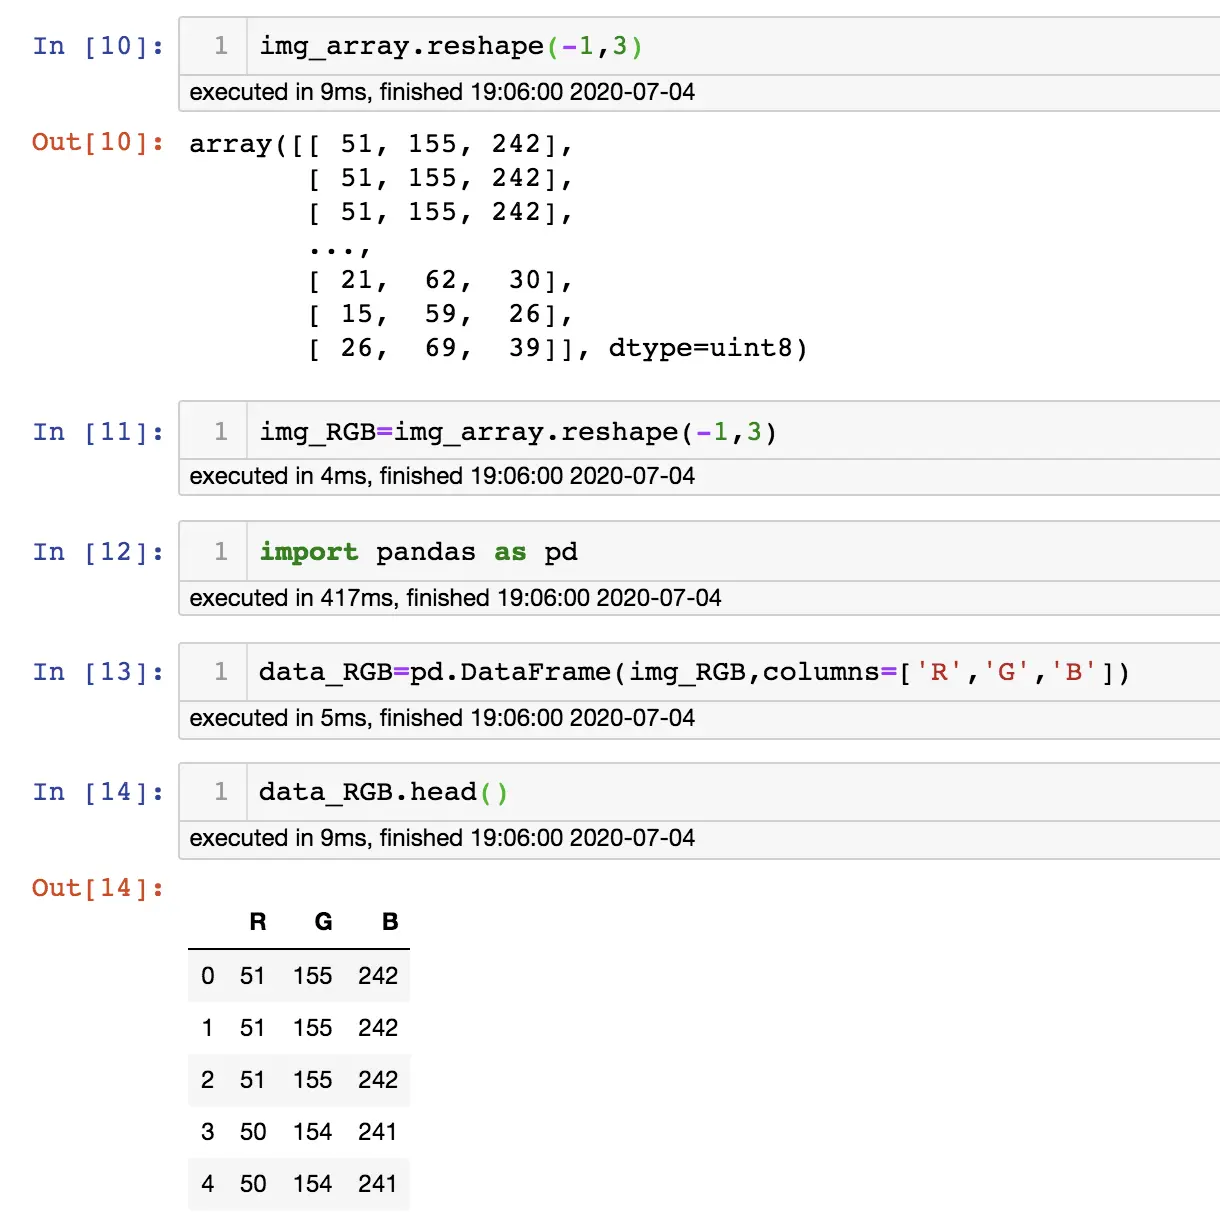 In [10]: 1 img_array.reshape(-1,3)
executed in 9ms, finished 19:06:00 2020-07-04
Out[10]: array([[ 51, 155, 242],
[ 51, 155, 242],
[ 51, 155, 242],
...,
[ 21, 62, 30],
[ 15, 59, 26],
[ 26, 69, 39]], dtype=uint8)
In [11]: 1 img_RGB=img_array.reshape(-1,3)
executed in 4ms, finished 19:06:00 2020-07-04
In [12]: 1 import pandas as pd
executed in 417ms, finished 19:06:00 2020-07-04
In [13]: 1 data_RGB=pd.DataFrame(img_RGB,columns=['R','G','B'])
executed in 5ms, finished 19:06:00 2020-07-04
In [14]: 1 data_RGB.head()
executed in 9ms, finished 19:06:00 2020-07-04
Out[14]:
R G B
0 51 155 242
1 51 155 242
2 51 155 242
3 50 154 241
4 50 154 241